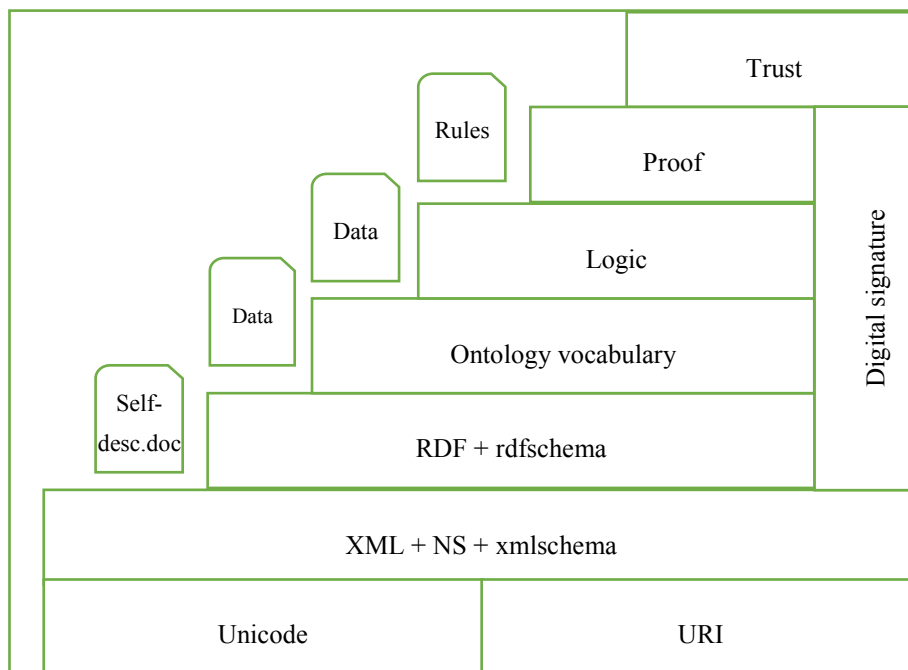 Trust
Rules
Proof
Data
Logic
Digital signature
Data
Ontology vocabulary
Self-
desc.doc
RDF + rdfschema
XML + NS + xmlschema
Unicode
URI